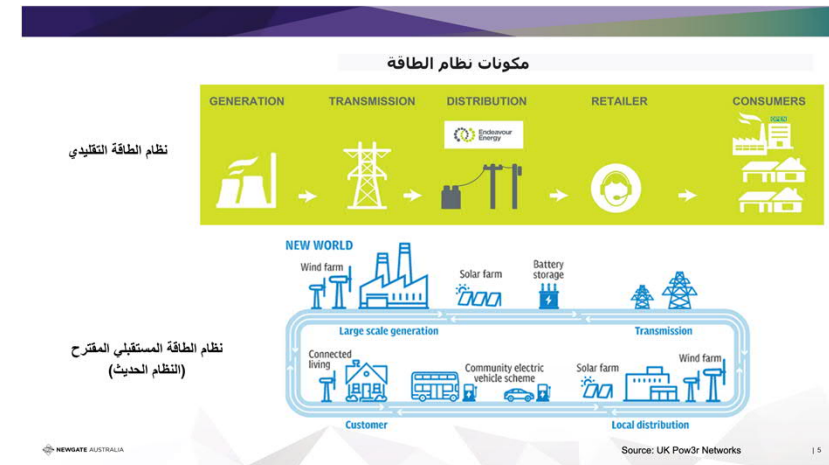 مكونات نظام الطاقة
GENERATION TRANSMISSION DISTRIBUTION RETAILER CONSUMERS
Endeavour
Energy
نظام الطاقة التقليدي
NEW WORLD
Wind farm
Solar farm
Battery
storage
Large scale generation
Transmission
نظام الطاقة المستقبلي المقترح
(النظام الحديث)
Connected
living
Community electric
vehicle scheme
Solar farm
Wind farm
Customer
Local distribution
NEWGATE AUSTRALIA
Source: UK Pow3r Networks
| 5